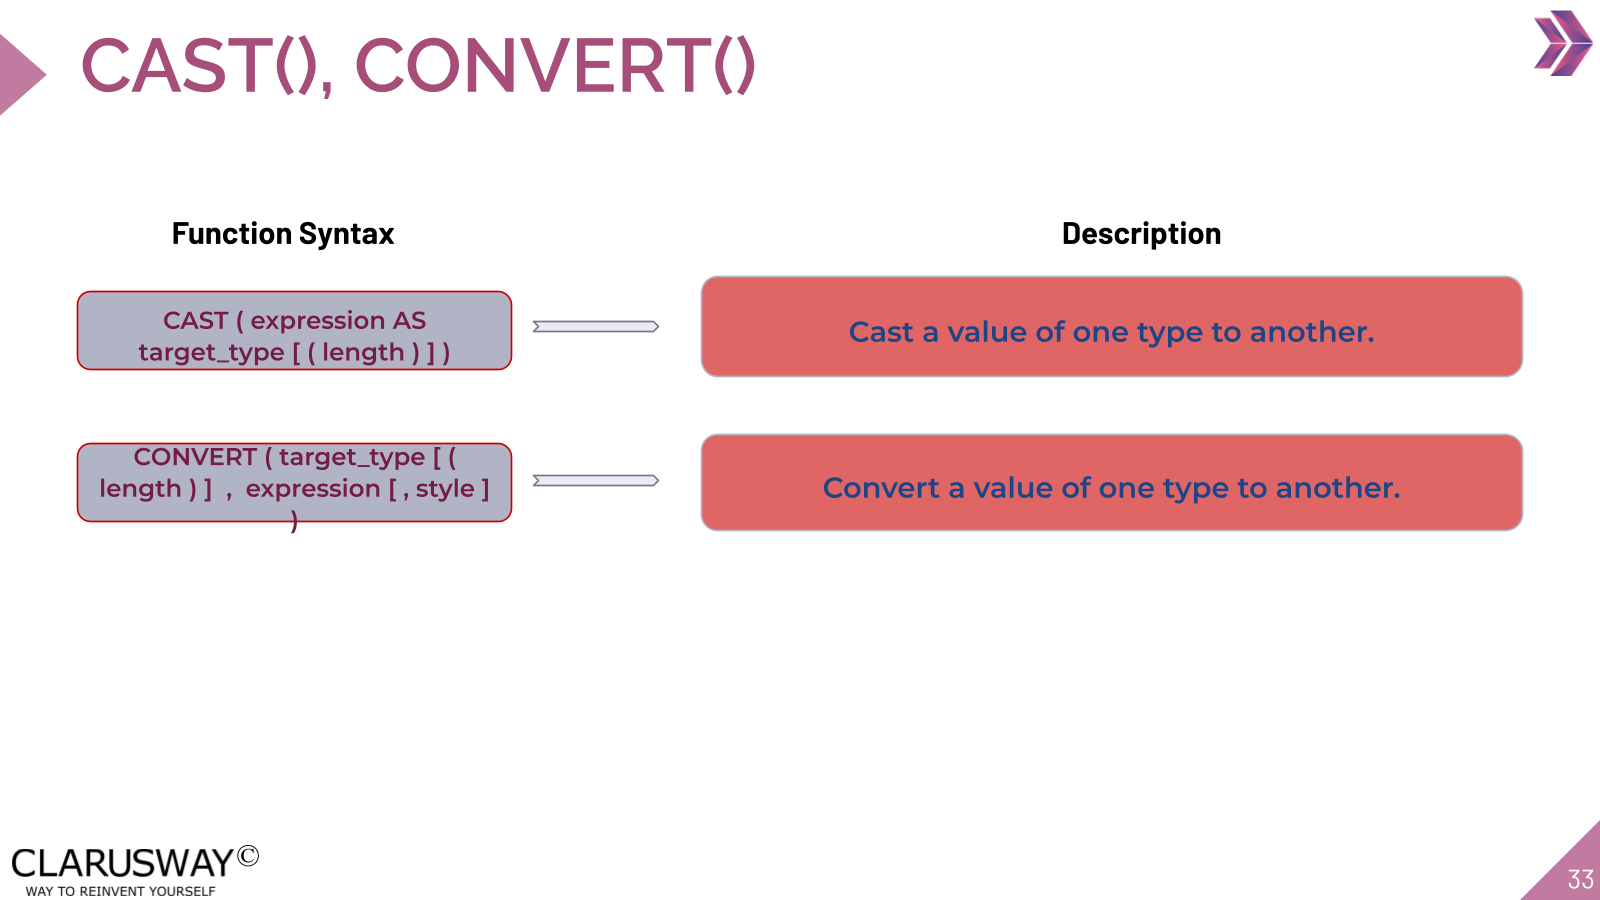 CAST(), CONVERT()
Function Syntax
Description
CAST ( expression AS
target_type [ ( length ) ] )
Cast a value of one type to another.
CONVERT ( target_type [ (
length ) ] , expression [ , style ]
)
Convert a value of one type to another.
CLARUSWAY©
WAY TO REINVENT YOURSELF
33